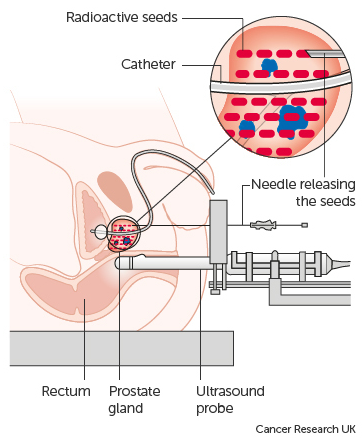 Radioactive seeds
Catheter
Needle releasing
the seeds
Rectum
Prostate
gland
Ultrasound
probe
Cancer Research UK